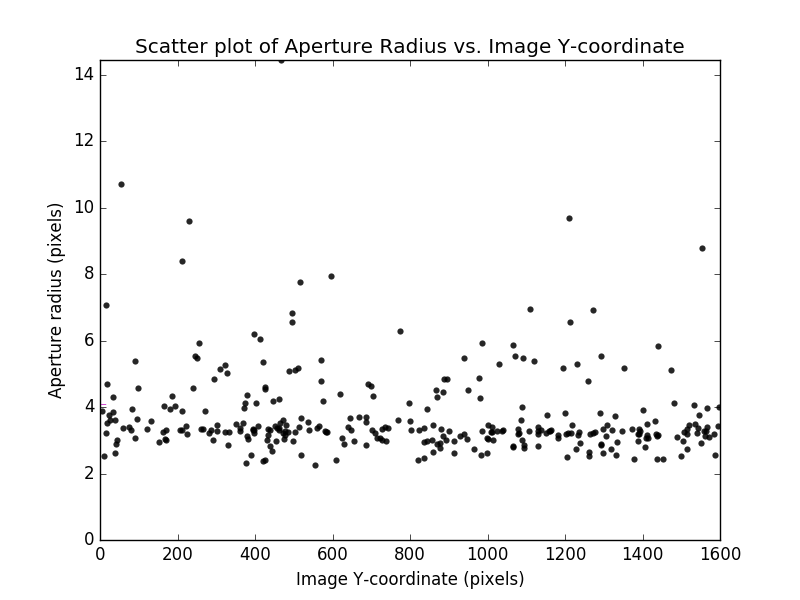 Scatter plot of Aperture Radius vs. Image Y-coordinate
14
12
10
8
6
4
2
0
Aperture radius (pixels)
0 200 400 600 800 1000 1200 1400 1600
Image Y-coordinate (pixels)